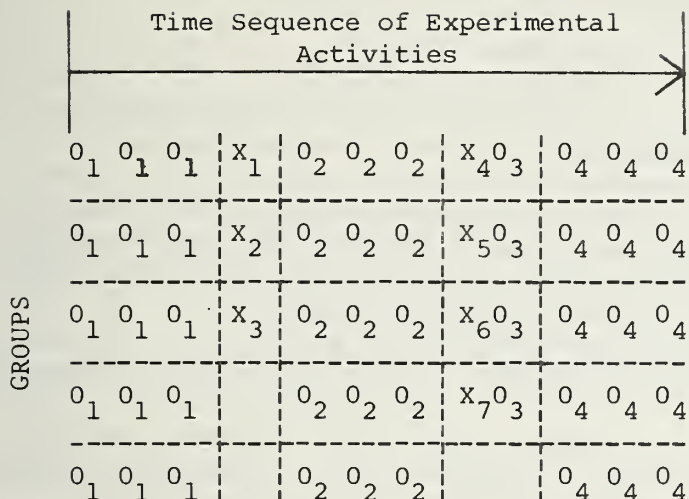 Time Sequence of Experimental
Activities
GROUPS
O1 O1 O1 X1 O2 O2 O2 X4O3 O4 O4 O4
O1 O1 O1 X2 O2 O2 O2 X5O3 O4 O4 O4
O1 O1 O1 X3 O2 O2 O2 X6O3 O4 O4 O4
O1 O1 O1 O2 O2 O2 X7O3 O4 O4 O4
O1 O1 O1 O2 O2 O2 O4 O4 O4